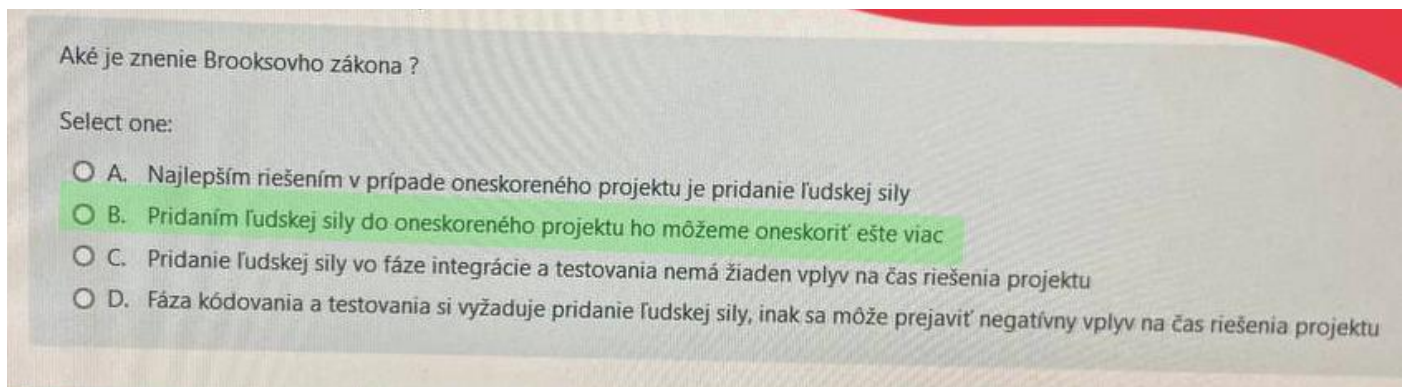 Aké je znenie Brooksovho zákona ?
Select one:
A. Najlepším riešením v prípade oneskoreného projektu je pridanie ľudskej sily
B. Pridaním ľudskej sily do oneskoreného projektu ho môžeme oneskoriť ešte viac
C. Pridanie ľudskej sily vo fáze integrácie a testovania nemá žiaden vplyv na čas riešenia projektu
D. Fáza kódovania a testovania si vyžaduje pridanie ľudskej sily, inak sa môže prejaviť negatívny vplyv na čas riešenia projektu